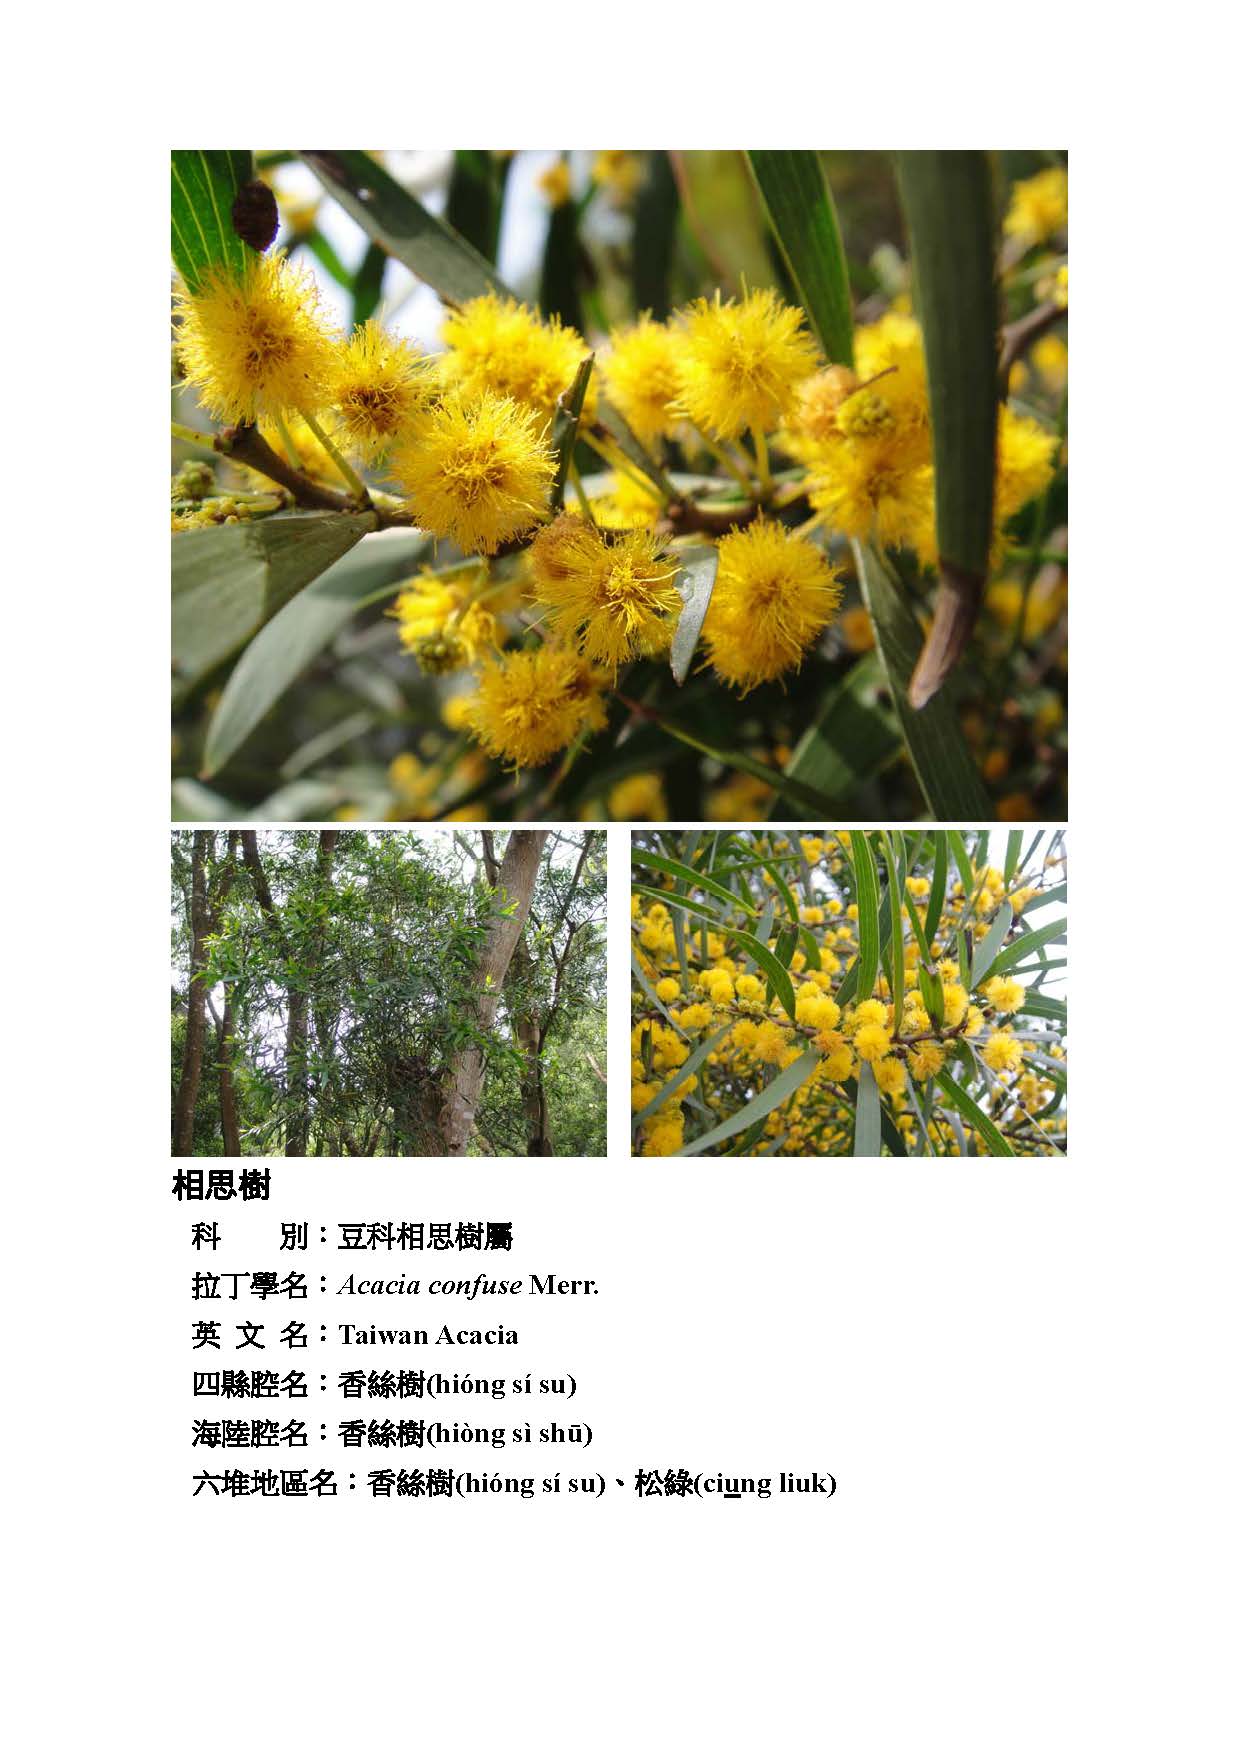 相思樹
科　　別：豆科相思樹屬
拉丁學名：Acacia confuse Merr.
英 文 名：Taiwan Acacia
四縣腔名：香絲樹(hióng sí su)
海陸腔名：香絲樹(hiòng sì shū)
六堆地區名：香絲樹(hióng sí su)、松綠(ciung liuk)